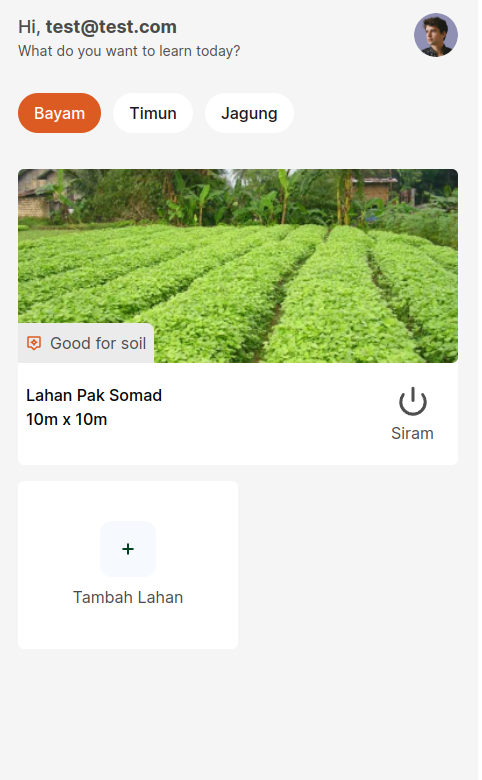 Hi, test@test.com
What do you want to learn today?
Bayam Timun Jagung
Good for soil
Lahan Pak Somad
10m x 10m
Siram
+
Tambah Lahan